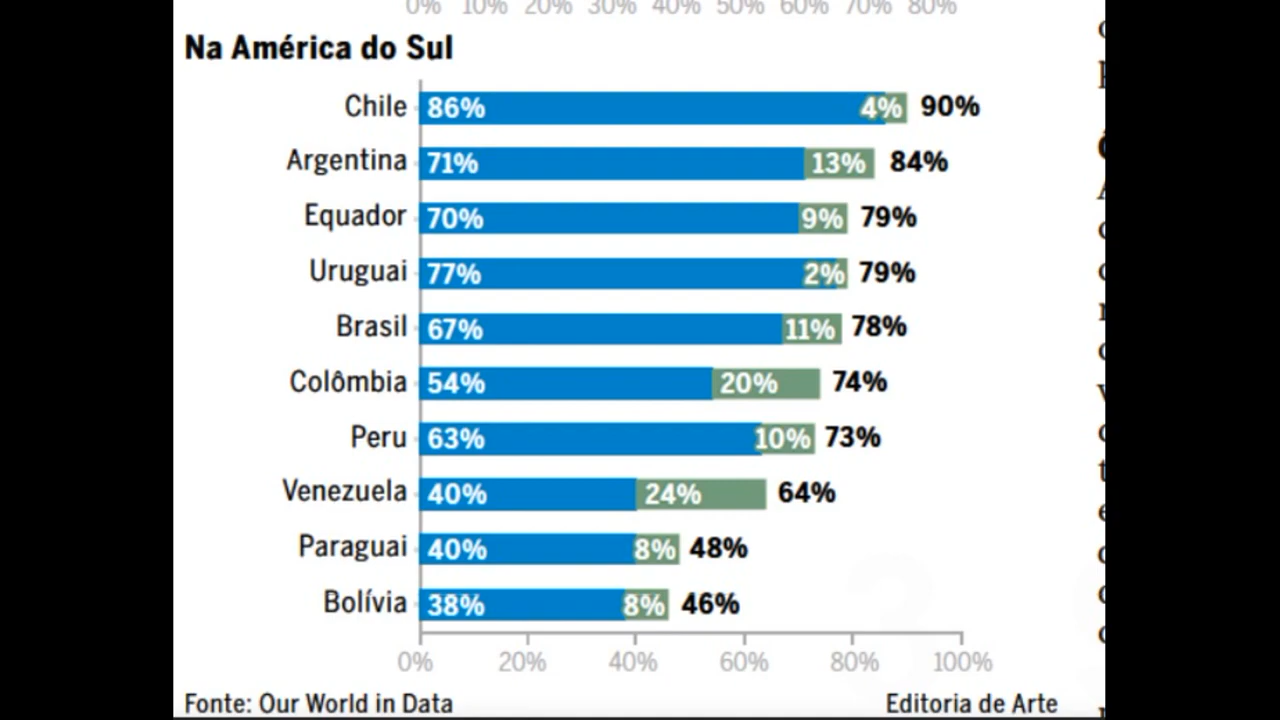 0% 10% 20% 30% 40% 50% 60% 70% 80%
Na América do Sul
Chile 86% 4% 90%
Argentina 71% 13% 84%
Equador 70% 9% 79%
Uruguai 77% 2% 79%
Brasil 67% 11% 78%
Colômbia 54% 20% 74%
Peru 63% 10% 73%
Venezuela 40% 24% 64%
Paraguai 40% 8% 48%
Bolívia 38% 8% 46%
0% 20% 40% 60% 80% 100%
Fonte: Our World in Data Editoria de Arte